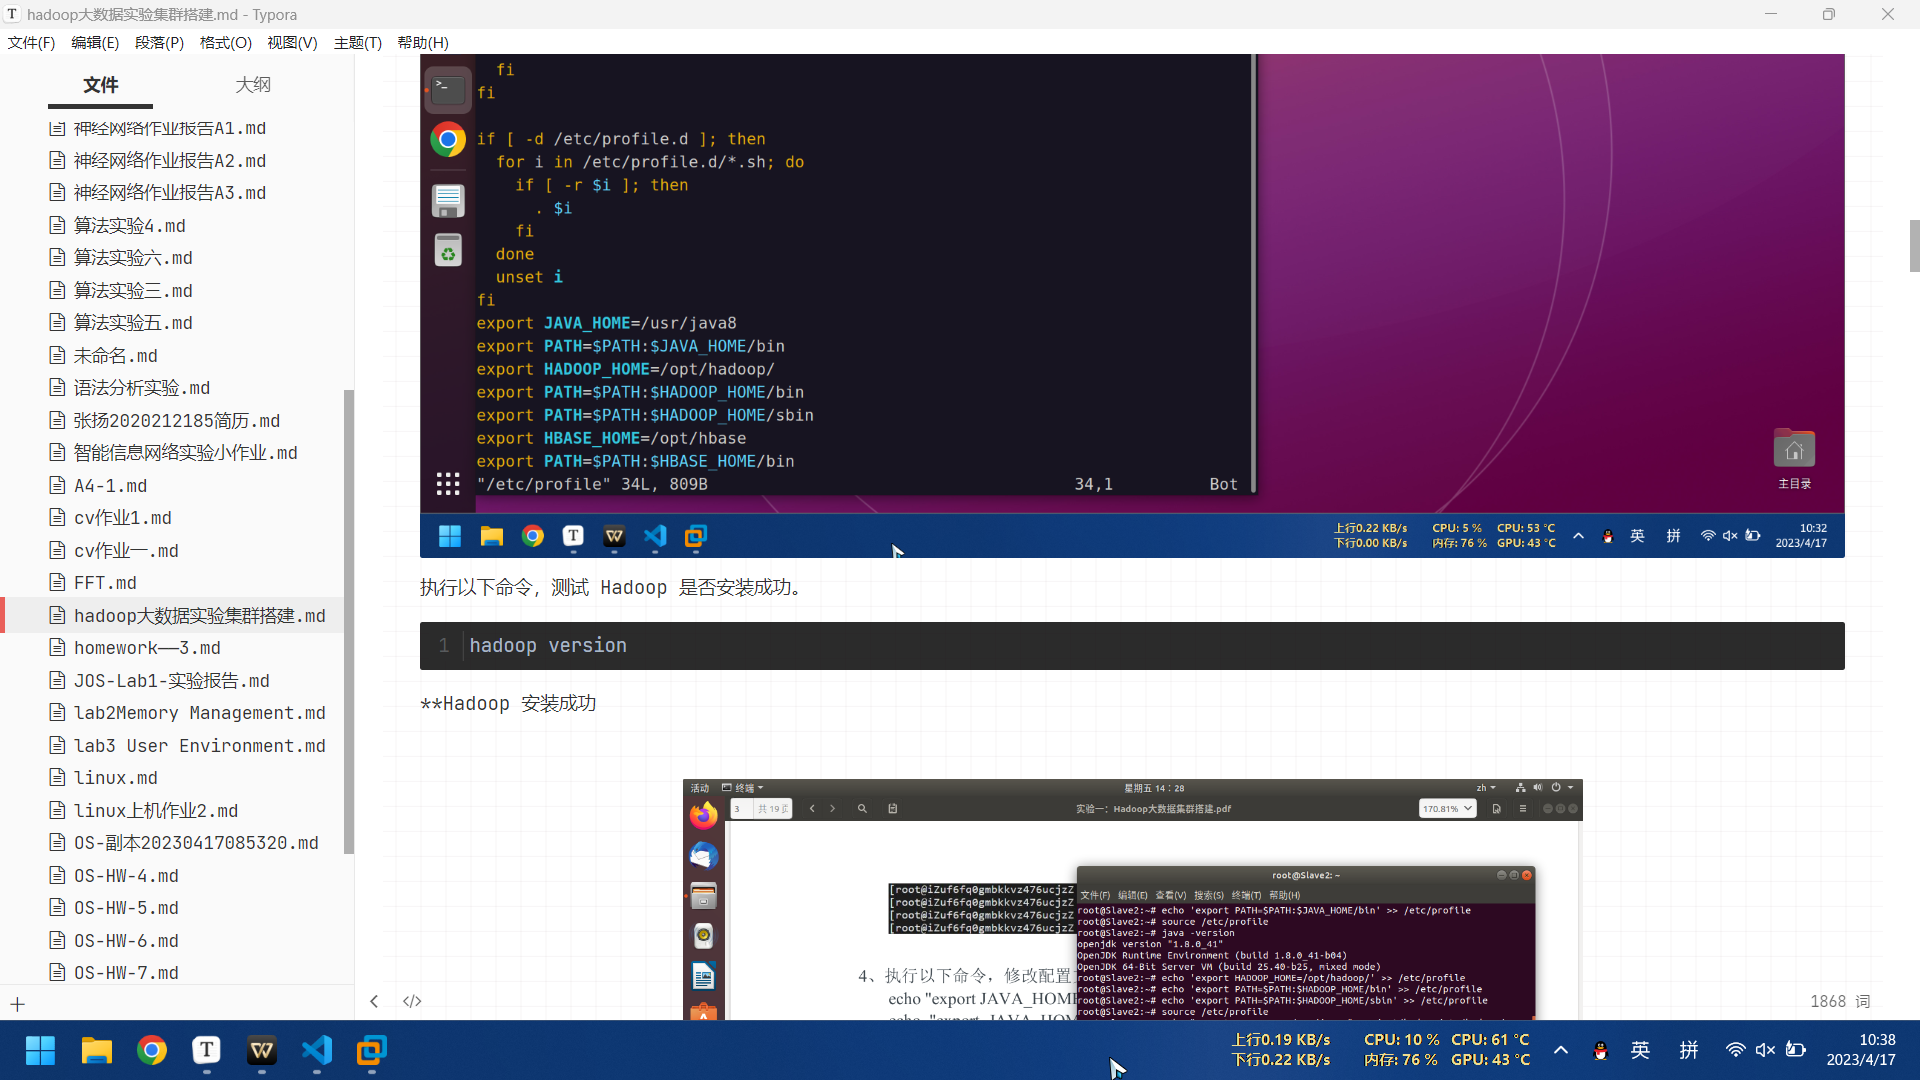 hadoop大数据实验集群搭建.md - Typora
文件(F) 编辑(E) 段落(P) 格式(O) 视图(V) 主题(T) 帮助(H)
文件 大纲
神经网络作业报告A1.md
神经网络作业报告A2.md
神经网络作业报告A3.md
算法实验4.md
算法实验六.md
算法实验三.md
算法实验五.md
未命名.md
语法分析实验.md
张扬2020212185简历.md
智能信息网络实验小作业.md
A4-1.md
cv作业1.md
cv作业一.md
FFT.md
hadoop大数据实验集群搭建.md
homework——3.md
JOS-Lab1-实验报告.md
lab2Memory Management.md
lab3 User Environment.md
linux.md
linux上机作业2.md
OS-副本20230417085320.md
OS-HW-4.md
OS-HW-5.md
OS-HW-6.md
OS-HW-7.md
fi
fi
if [ -d /etc/profile.d ]; then
for i in /etc/profile.d/*.sh; do
if [ -r $i ]; then
. $i
fi
done
unset i
fi
export JAVA_HOME=/usr/java8
export PATH=$PATH:$JAVA_HOME/bin
export HADOOP_HOME=/opt/hadoop/
export PATH=$PATH:$HADOOP_HOME/bin
export PATH=$PATH:$HADOOP_HOME/sbin
export HBASE_HOME=/opt/hbase
export PATH=$PATH:$HBASE_HOME/bin
"/etc/profile" 34L, 809B 34,1 Bot
主目录
上行0.22 KB/s CPU: 5 % CPU: 53 °C
下行0.00 KB/s 内存: 76 % GPU: 43 °C
英 拼 10:32
2023/4/17
执行以下命令，测试 Hadoop 是否安装成功。
1 hadoop version
**Hadoop 安装成功
活动 终端 星期五 14：28 zh
3 共 19 实验一：Hadoop大数据集群搭建.pdf 170.81%
[root@iZuf6fq0gmbkkvz476ucjzZ
[root@iZuf6fq0gmbkkvz476ucjzZ
[root@iZuf6fq0gmbkkvz476ucjzZ
[root@iZuf6fq0gmbkkvz476ucjzZ
4、执行以下命令，修改配置
echo "export JAVA_HOME
root@Slave2: ~
文件(F) 编辑(E) 查看(V) 搜索(S) 终端(T) 帮助(H)
root@Slave2:~# echo 'export PATH=$PATH:$JAVA_HOME/bin' >> /etc/profile
root@Slave2:~# source /etc/profile
root@Slave2:~# java -version
openjdk version "1.8.0_41"
OpenJDK Runtime Environment (build 1.8.0_41-b04)
OpenJDK 64-Bit Server VM (build 25.40-b25, mixed mode)
root@Slave2:~# echo 'export HADOOP_HOME=/opt/hadoop/' >> /etc/profile
root@Slave2:~# echo 'export PATH=$PATH:$HADOOP_HOME/bin' >> /etc/profile
root@Slave2:~# echo 'export PATH=$PATH:$HADOOP_HOME/sbin' >> /etc/profile
root@Slave2:~# source /etc/profile
1868 词
上行0.19 KB/s CPU: 10 % CPU: 61 °C
下行0.22 KB/s 内存: 76 % GPU: 43 °C
英 拼 10:38
2023/4/17